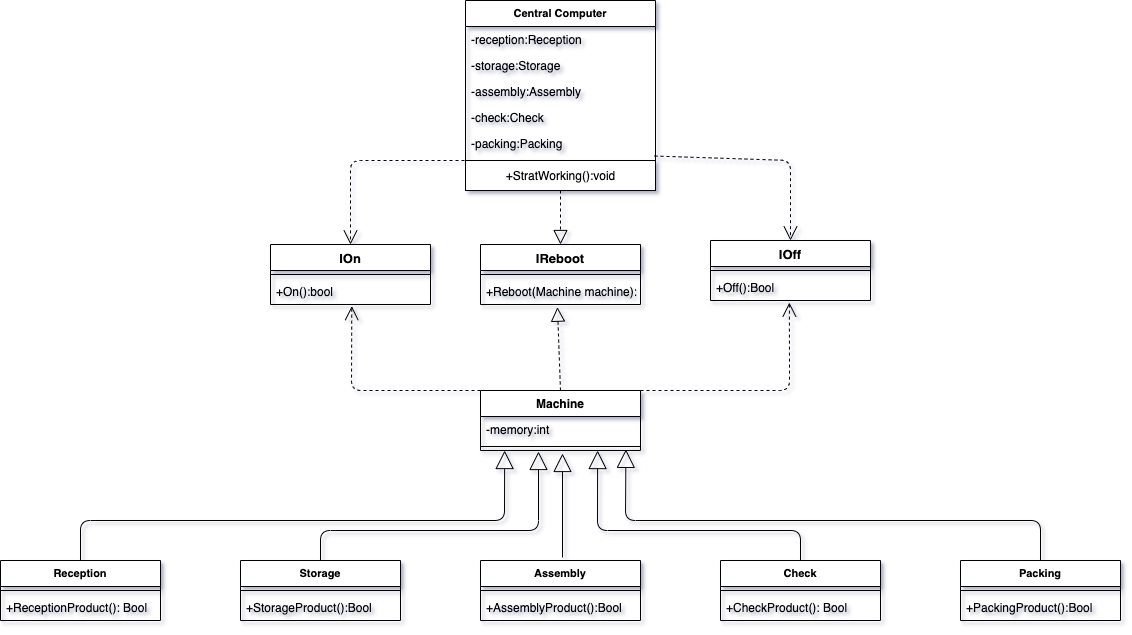 Central Computer
-reception:Reception
-storage:Storage
-assembly:Assembly
-check:Check
-packing:Packing
+StratWorking():void
IOn
+On():bool
IReboot
+Reboot(Machine machine):
IOff
+Off():Bool
Machine
-memory:int
Reception
+ReceptionProduct(): Bool
Storage
+StorageProduct():Bool
Assembly
+AssemblyProduct():Bool
Check
+CheckProduct(): Bool
Packing
+PackingProduct():Bool